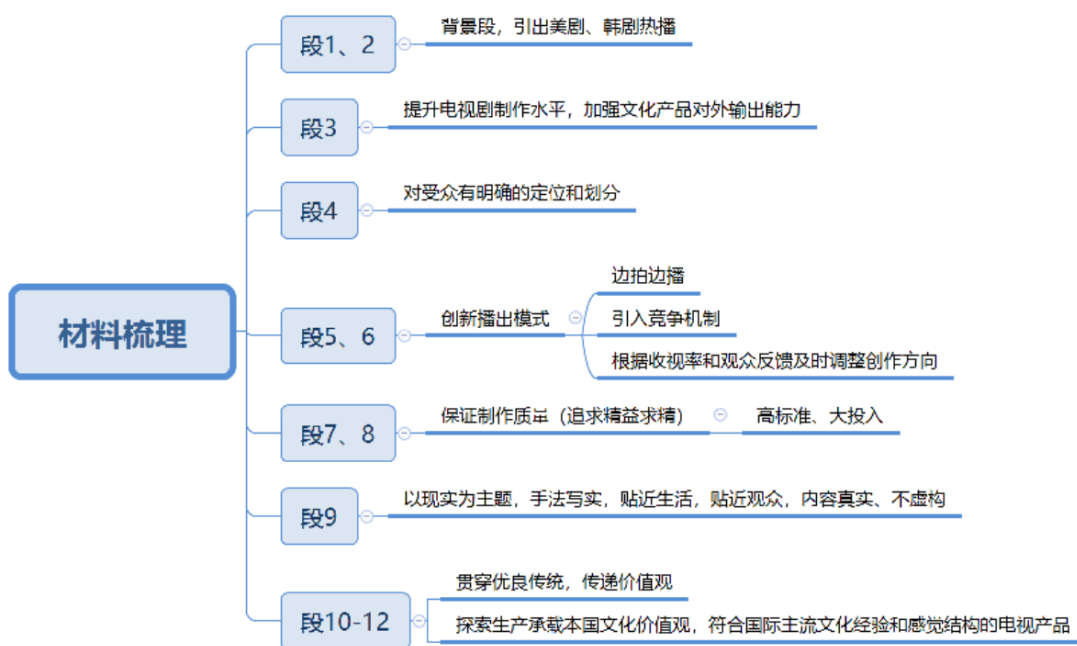 材料梳理
段1、2
背景段，引出美剧、韩剧热播
段3
提升电视剧制作水平，加强文化产品对外输出能力
段4
对受众有明确的定位和划分
段5、6
创新播出模式
边拍边播
引入竞争机制
根据收视率和观众反馈及时调整创作方向
段7、8
保证制作质量（追求精益求精）
高标准、大投入
段9
以现实为主题，手法写实，贴近生活，贴近观众，内容真实、不虚构
段10-12
贯穿优良传统，传递价值观
探索生产承载本国文化价值观，符合国际主流文化经验和感觉结构的电视产品